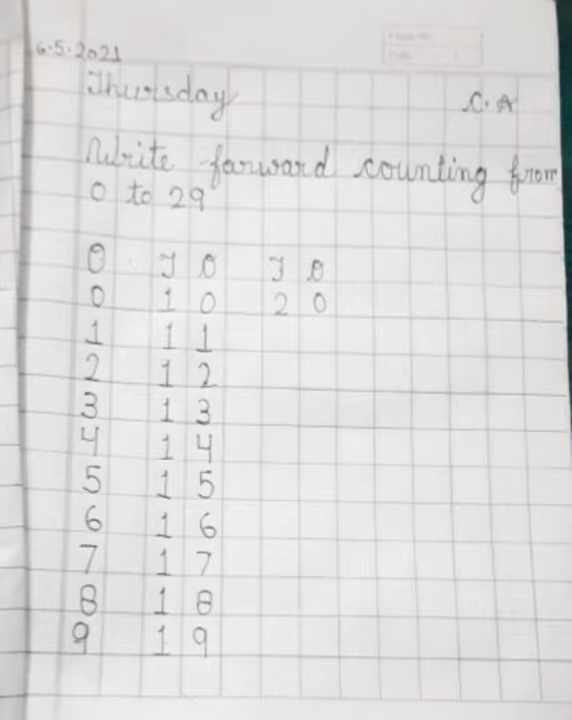 6.5.2021
Thursday C.A
Write forward counting from
0 to 29
O T O T O
0 1 0 2 0
1 1 1
2 1 2
3 1 3
4 1 4
5 1 5
6 1 6
7 1 7
8 1 8
9 1 9